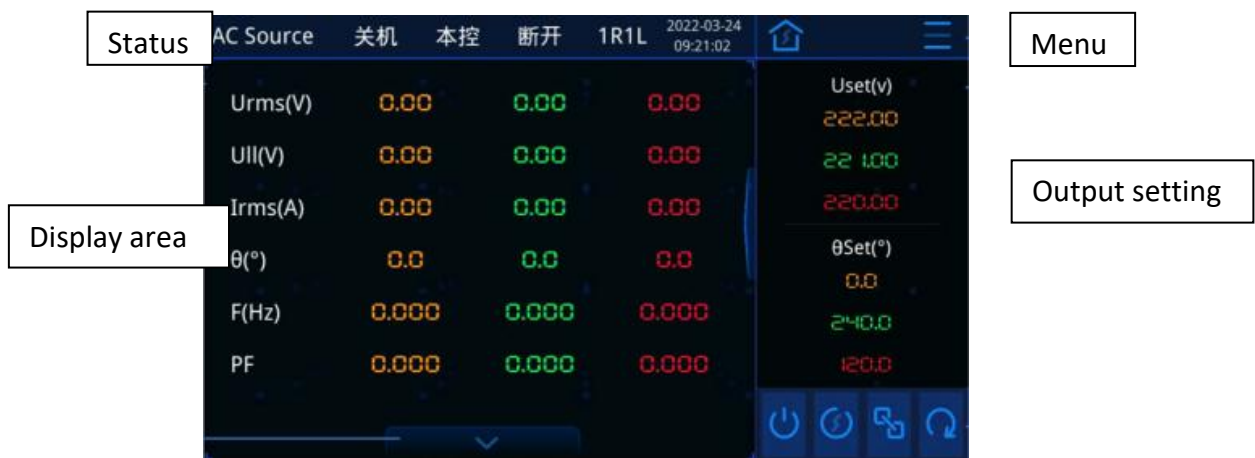 Status
AC Source 关机 本控 断开 1R1L 2022-03-24
09:21:02
Menu
Urms(V) 0.00 0.00 0.00
Ull(V) 0.00 0.00 0.00
Irms(A) 0.00 0.00 0.00
θ(°) 0.0 0.0 0.0
F(Hz) 0.000 0.000 0.000
PF 0.000 0.000 0.000
Display area
Uset(v)
222.00
221.00
220.00
θSet(°)
0.0
240.0
120.0
Output setting